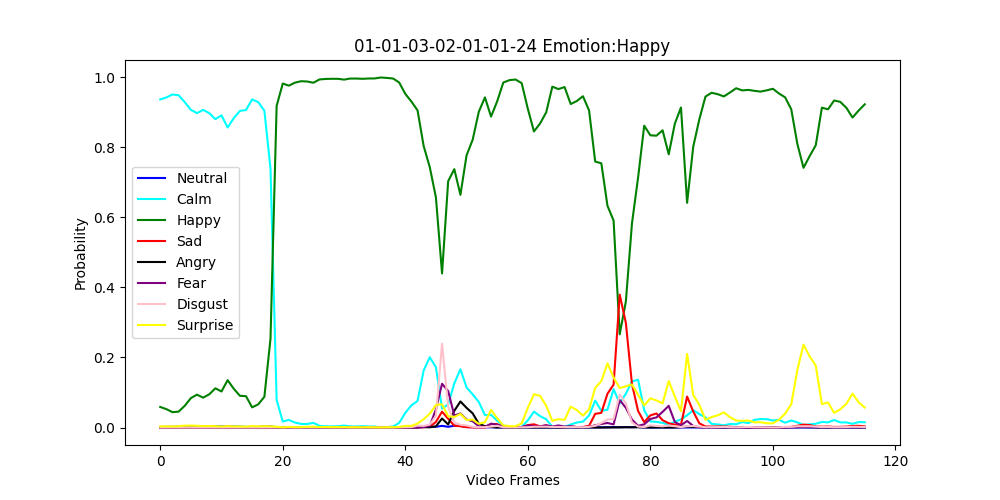 01-01-03-02-01-01-24 Emotion:Happy
1.0
0.8
0.6
0.4
0.2
0.0
Probability
Neutral
Calm
Happy
Sad
Angry
Fear
Disgust
Surprise
0
20
40
60
80
100
120
Video Frames